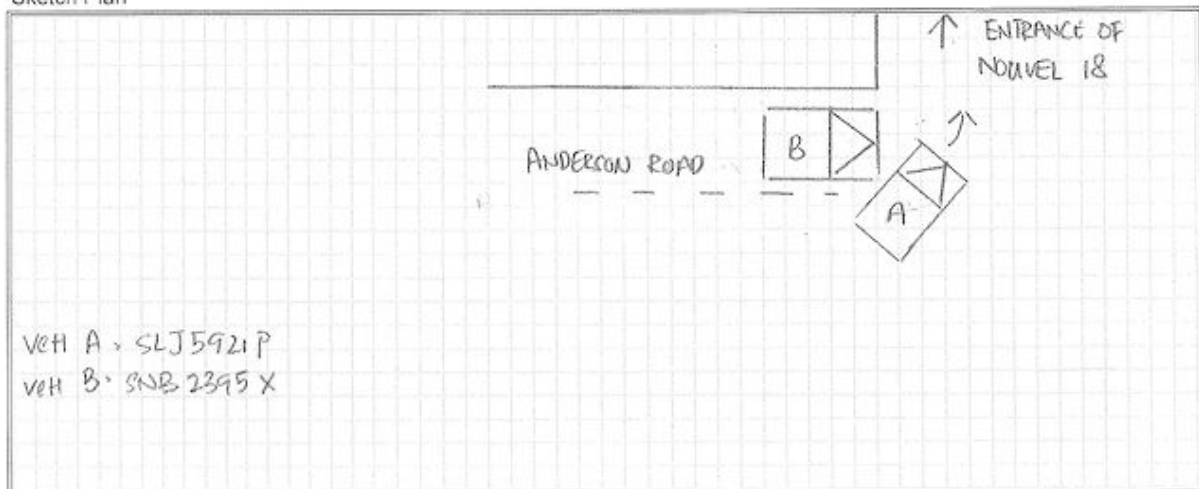 Sketch Plan
ENTRANCE OF
NOUVEL 18
B
ANDERSON ROAD
A
VEH A: SLJ5921P
VEH B: SNB2395X